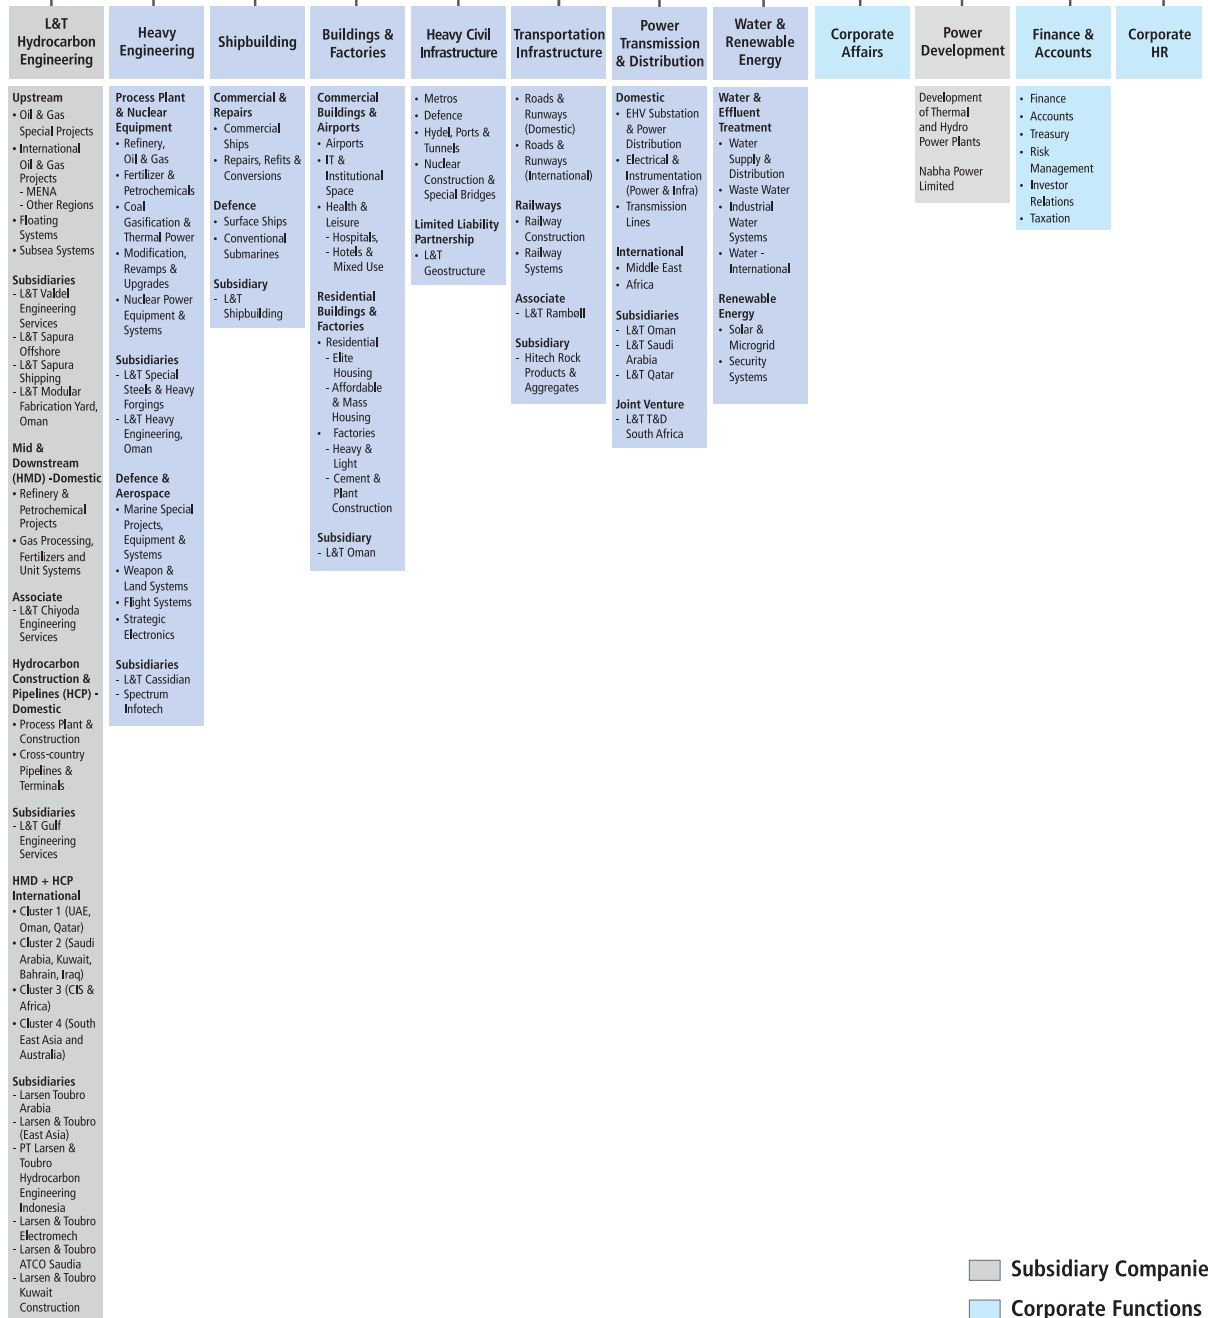 L&T
Hydrocarbon
Engineering
Upstream
• Oil & Gas
Special Projects
• International
Oil & Gas
Projects
- MENA
- Other Regions
• Floating
Systems
• Subsea Systems
Subsidiaries
- L&T Valdel
Engineering
Services
- L&T Sapura
Offshore
- L&T Sapura
Shipping
- L&T Modular
Fabrication Yard,
Oman
Mid &
Downstream
(HMD) -Domestic
• Refinery &
Petrochemical
Projects
• Gas Processing,
Fertilizers and
Unit Systems
Associate
- L&T Chiyoda
Engineering
Services
Hydrocarbon
Construction &
Pipelines (HCP) -
Domestic
• Process Plant &
Construction
• Cross-country
Pipelines &
Terminals
Subsidiaries
- L&T Gulf
Engineering
Services
HMD + HCP
International
• Cluster 1 (UAE,
Oman, Qatar)
• Cluster 2 (Saudi
Arabia, Kuwait,
Bahrain, Iraq)
• Cluster 3 (CIS &
Africa)
• Cluster 4 (South
East Asia and
Australia)
Subsidiaries
- Larsen Toubro
Arabia
- Larsen & Toubro
(East Asia)
- PT Larsen &
Toubro
Hydrocarbon
Engineering
Indonesia
- Larsen & Toubro
Electromech
- Larsen & Toubro
ATCO Saudia
- Larsen & Toubro
Kuwait
Construction
Heavy
Engineering
Process Plant
& Nuclear
Equipment
• Refinery,
Oil & Gas
• Fertilizer &
Petrochemicals
• Coal
Gasification &
Thermal Power
• Modification,
Revamps &
Upgrades
• Nuclear Power
Equipment &
Systems
Subsidiaries
- L&T Special
Steels & Heavy
Forgings
- L&T Heavy
Engineering,
Oman
Defence &
Aerospace
• Marine Special
Projects,
Equipment &
Systems
• Weapon &
Land Systems
• Flight Systems
• Strategic
Electronics
Subsidiaries
- L&T Cassidian
- Spectrum
Infotech
Shipbuilding
Commercial &
Repairs
• Commercial
Ships
• Repairs, Refits &
Conversions
Defence
• Surface Ships
• Conventional
Submarines
Subsidiary
- L&T
Shipbuilding
Buildings &
Factories
Commercial
Buildings &
Airports
• Airports
• IT &
Institutional
Space
• Health &
Leisure
- Hospitals,
- Hotels &
Mixed Use
Residential
Buildings &
Factories
• Residential
- Elite
Housing
- Affordable
& Mass
Housing
• Factories
- Heavy &
Light
- Cement &
Plant
Construction
Subsidiary
- L&T Oman
Heavy Civil
Infrastructure
• Metros
• Defence
• Hydel, Ports &
Tunnels
• Nuclear
Construction &
Special Bridges
Limited Liability
Partnership
• L&T
Geostructure
Transportation
Infrastructure
• Roads &
Runways
(Domestic)
• Roads &
Runways
(International)
Railways
• Railway
Construction
• Railway
Systems
Associate
- L&T Rambøll
Subsidiary
- Hitech Rock
Products &
Aggregates
Power
Transmission
& Distribution
Domestic
• EHV Substation
& Power
Distribution
• Electrical &
Instrumentation
(Power & Infra)
• Transmission
Lines
International
• Middle East
• Africa
Subsidiaries
- L&T Oman
- L&T Saudi
Arabia
- L&T Qatar
Joint Venture
- L&T T&D
South Africa
Water &
Renewable
Energy
Water &
Effluent
Treatment
• Water
Supply &
Distribution
• Waste Water
• Industrial
Water
Systems
• Water -
International
Renewable
Energy
• Solar &
Microgrid
• Security
Systems
Corporate
Affairs
Power
Development
Development
of Thermal
and Hydro
Power Plants
Nabha Power
Limited
Finance &
Accounts
• Finance
• Accounts
• Treasury
• Risk
Management
• Investor
Relations
• Taxation
Corporate
HR
Subsidiary Companie
Corporate Functions